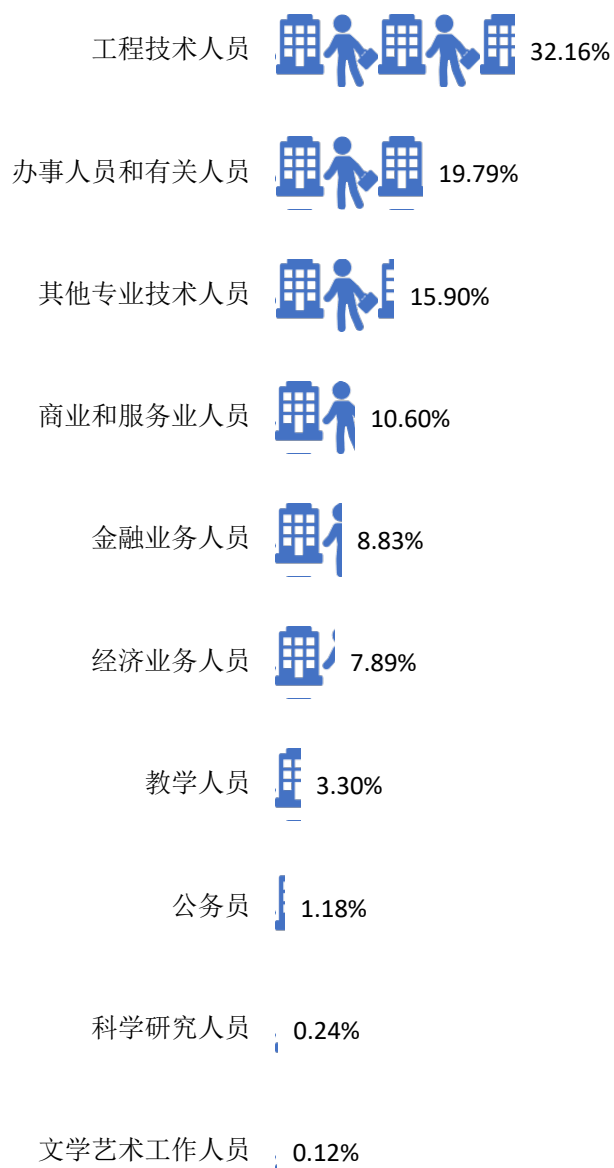 工程技术人员 32.16%
办事人员和有关人员 19.79%
其他专业技术人员 15.90%
商业和服务业人员 10.60%
金融业务人员 8.83%
经济业务人员 7.89%
教学人员 3.30%
公务员 1.18%
科学研究人员 0.24%
文学艺术工作人员 0.12%